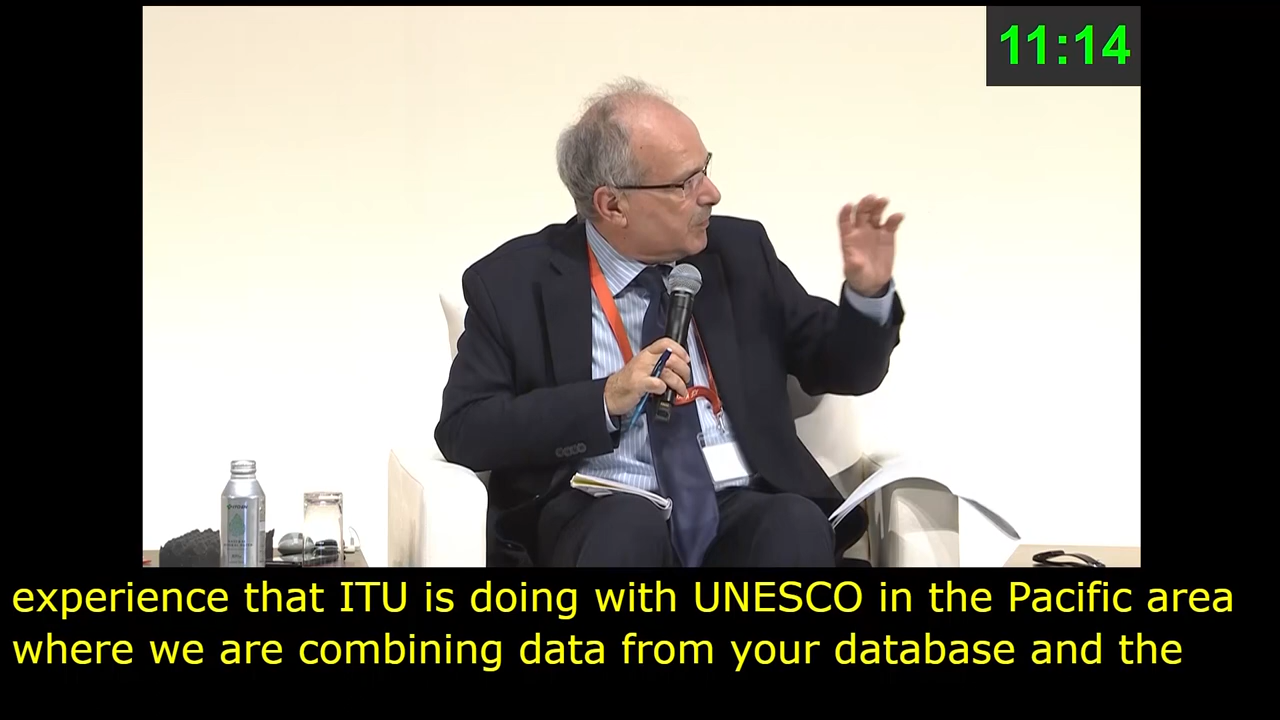 11:14
experience that ITU is doing with UNESCO in the Pacific area
where we are combining data from your database and the